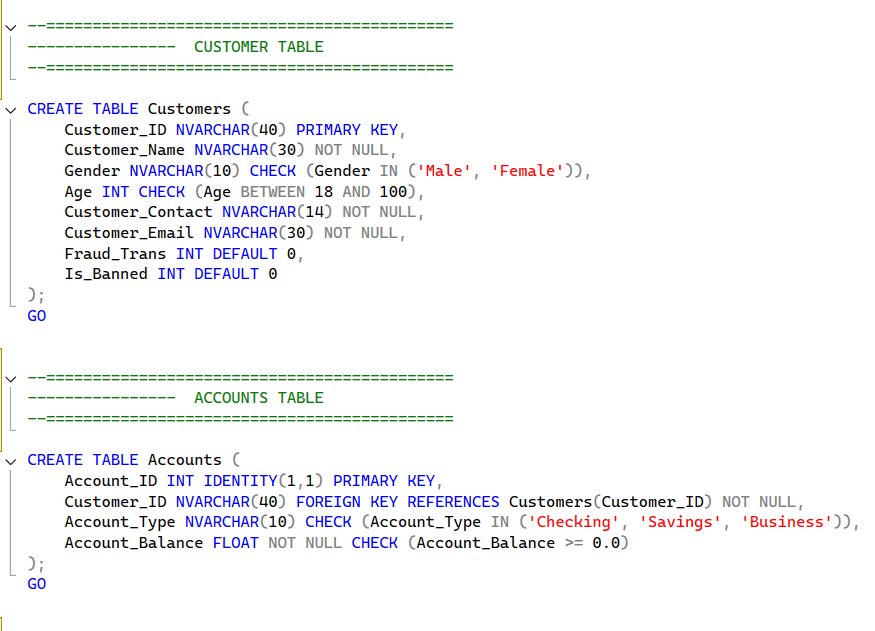 --============================================
----------------  CUSTOMER TABLE
--============================================
CREATE TABLE Customers (
    Customer_ID NVARCHAR(40) PRIMARY KEY,
    Customer_Name NVARCHAR(30) NOT NULL,
    Gender NVARCHAR(10) CHECK (Gender IN ('Male', 'Female')),
    Age INT CHECK (Age BETWEEN 18 AND 100),
    Customer_Contact NVARCHAR(14) NOT NULL,
    Customer_Email NVARCHAR(30) NOT NULL,
    Fraud_Trans INT DEFAULT 0,
    Is_Banned INT DEFAULT 0
);
GO
--============================================
----------------  ACCOUNTS TABLE
--============================================
CREATE TABLE Accounts (
    Account_ID INT IDENTITY(1,1) PRIMARY KEY,
    Customer_ID NVARCHAR(40) FOREIGN KEY REFERENCES Customers(Customer_ID) NOT NULL,
    Account_Type NVARCHAR(10) CHECK (Account_Type IN ('Checking', 'Savings', 'Business')),
    Account_Balance FLOAT NOT NULL CHECK (Account_Balance >= 0.0)
);
GO